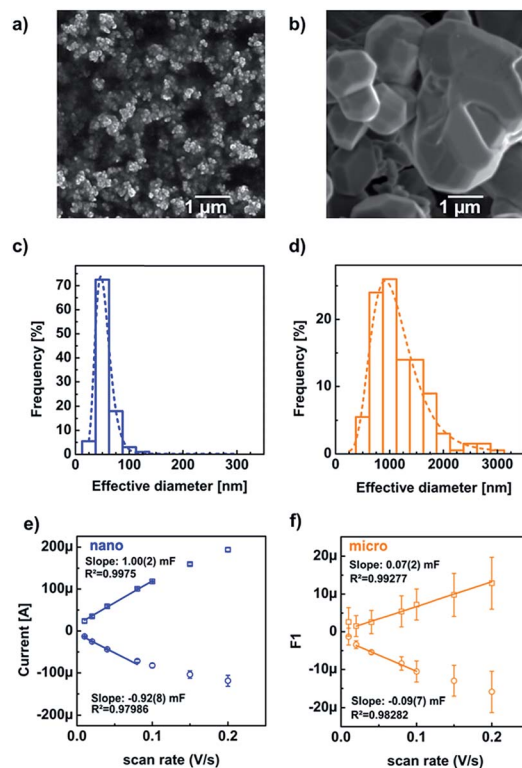 a)
b)
1 µm
1 µm
c)
d)
70
60
50
40
30
20
10
0
Frequency [%]
0 100 200 300
Effective diameter [nm]
20
10
0
Frequency [%]
0 1000 2000 3000
Effective diameter [nm]
e)
f)
nano
Slope: 1.00(2) mF
R²=0.9975
200µ
100µ
0
-100µ
-200µ
Current [A]
Slope: -0.92(8) mF
R²=0.97986
0.0 0.1 0.2
scan rate (V/s)
micro
Slope: 0.07(2) mF
R²=0.99277
20µ
10µ
0
-10µ
-20µ
F1
Slope: -0.09(7) mF
R²=0.98282
0.0 0.1 0.2
scan rate (V/s)